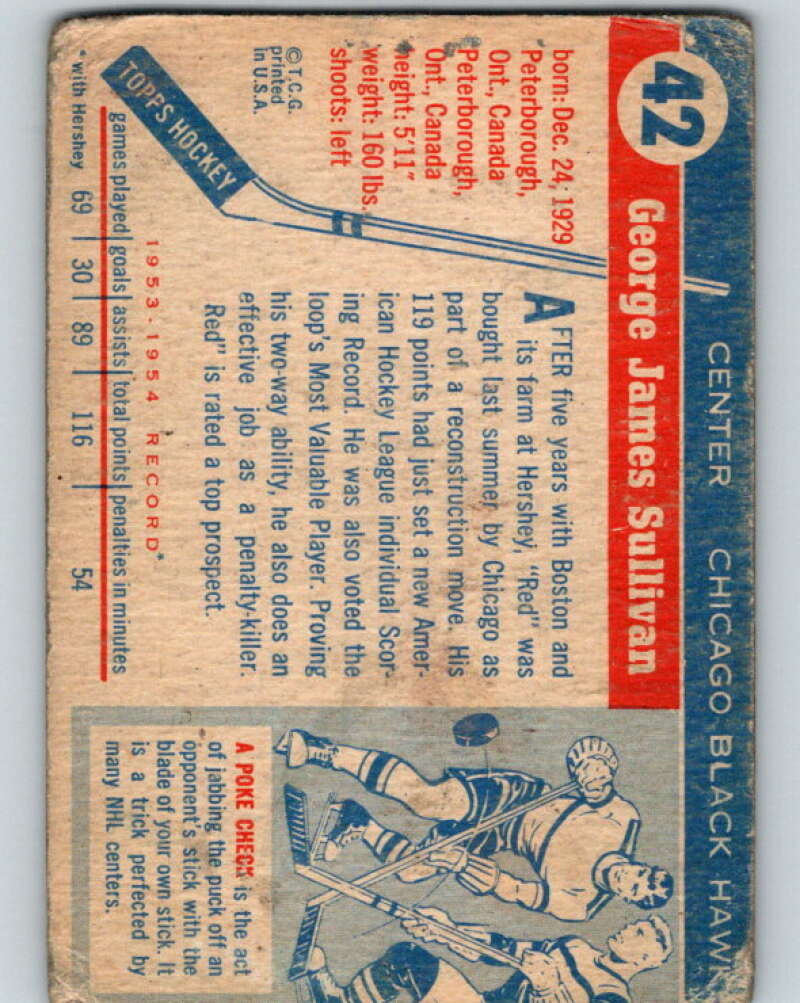 42
CENTER CHICAGO BLACK HAWK
George James Sullivan
born: Dec. 24, 1929
Peterborough,
Ont., Canada
Peterborough,
Ont., Canada
height: 5'11"
weight: 160 lbs.
shoots: left
© T.C.G.
printed
in U.S.A.
TOPPS HOCKEY
AFTER five years with Boston and
its farm at Hershey, "Red" was
bought last summer by Chicago as
part of a reconstruction move. His
119 points had just set a new Amer-
ican Hockey League individual Scor-
ing Record. He was also voted the
loop's Most Valuable Player. Proving
his two-way ability, he also does an
effective job as a penalty-killer.
Red" is rated a top prospect.
1953-1954 RECORD*
games played goals assists total points penalties in minutes
* with Hershey 69 30 89 116 54
A POKE CHECK is the act
of jabbing the puck off an
opponent's stick with the
blade of your own stick. It
is a trick perfected by
many NHL centers.